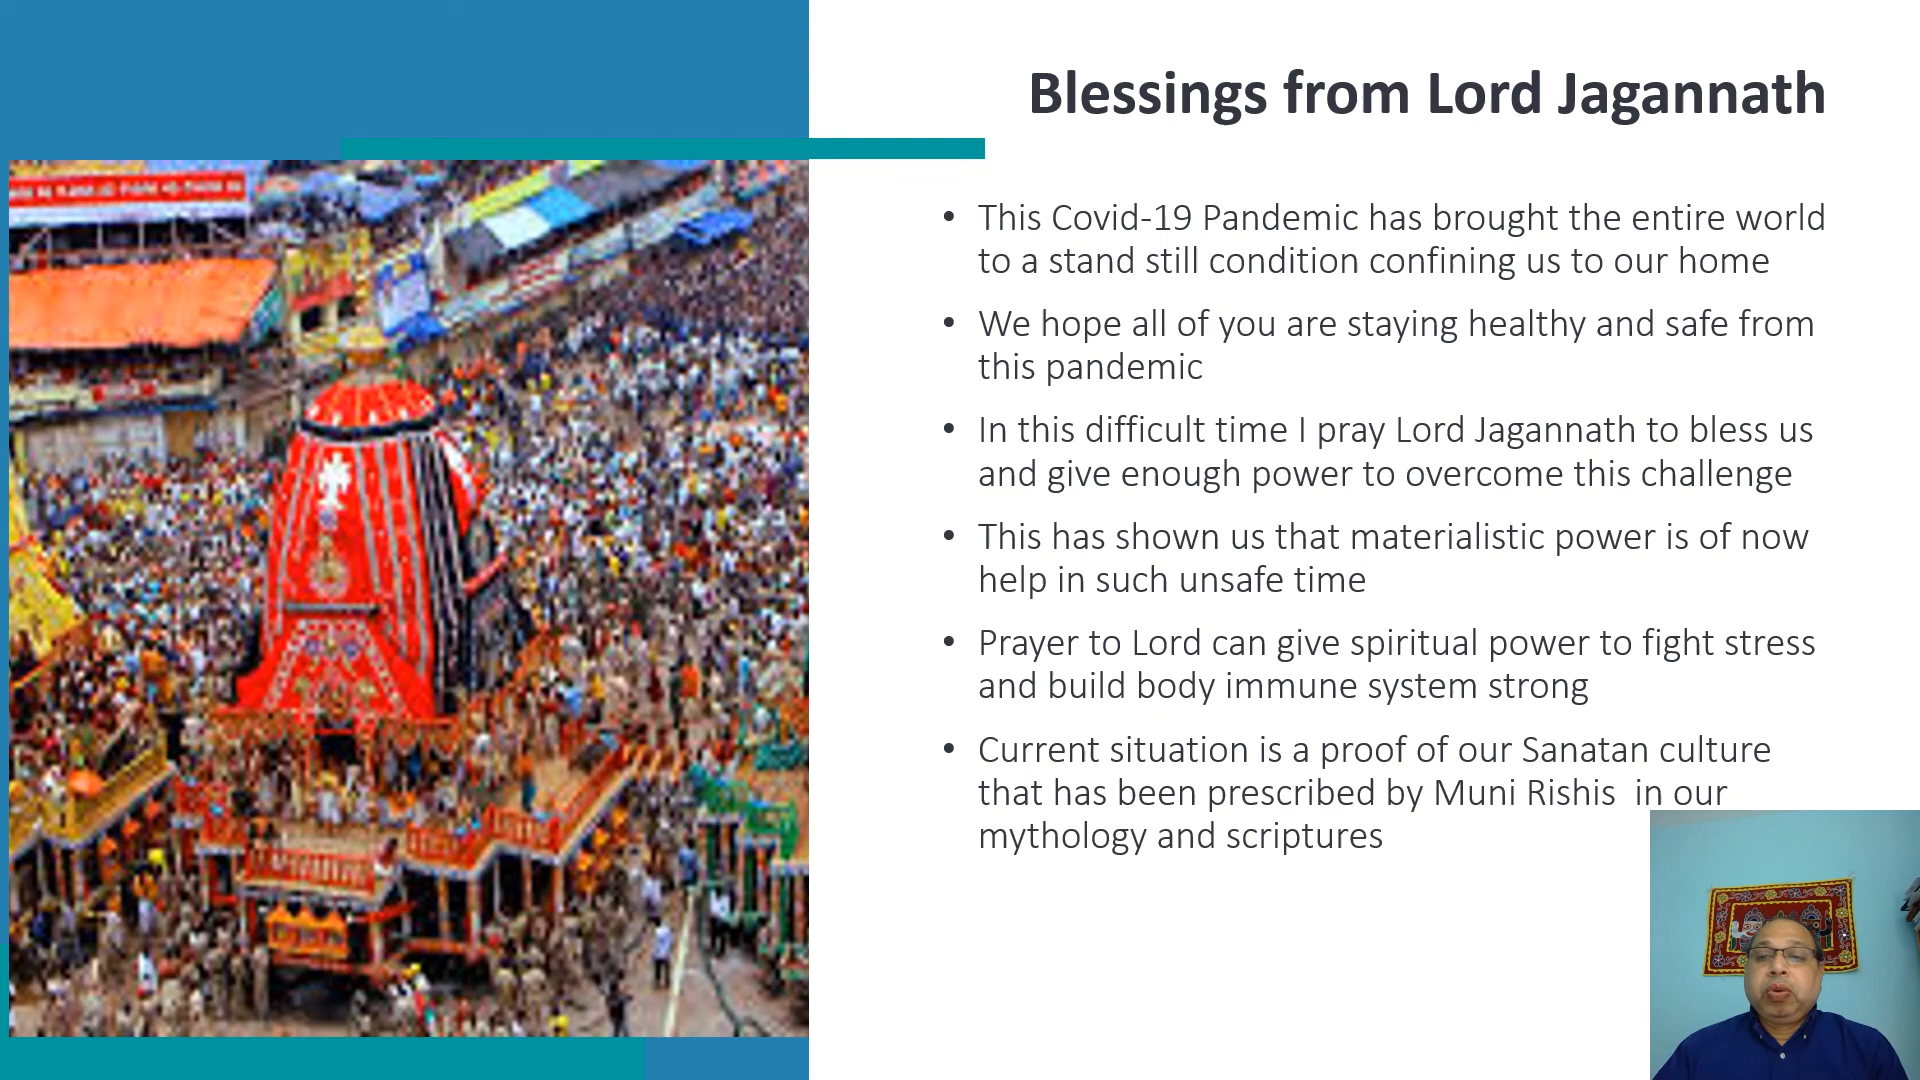 Blessings from Lord Jagannath
• This Covid-19 Pandemic has brought the entire world
to a stand still condition confining us to our home
• We hope all of you are staying healthy and safe from
this pandemic
• In this difficult time I pray Lord Jagannath to bless us
and give enough power to overcome this challenge
• This has shown us that materialistic power is of now
help in such unsafe time
• Prayer to Lord can give spiritual power to fight stress
and build body immune system strong
• Current situation is a proof of our Sanatan culture
that has been prescribed by Muni Rishis  in our
mythology and scriptures